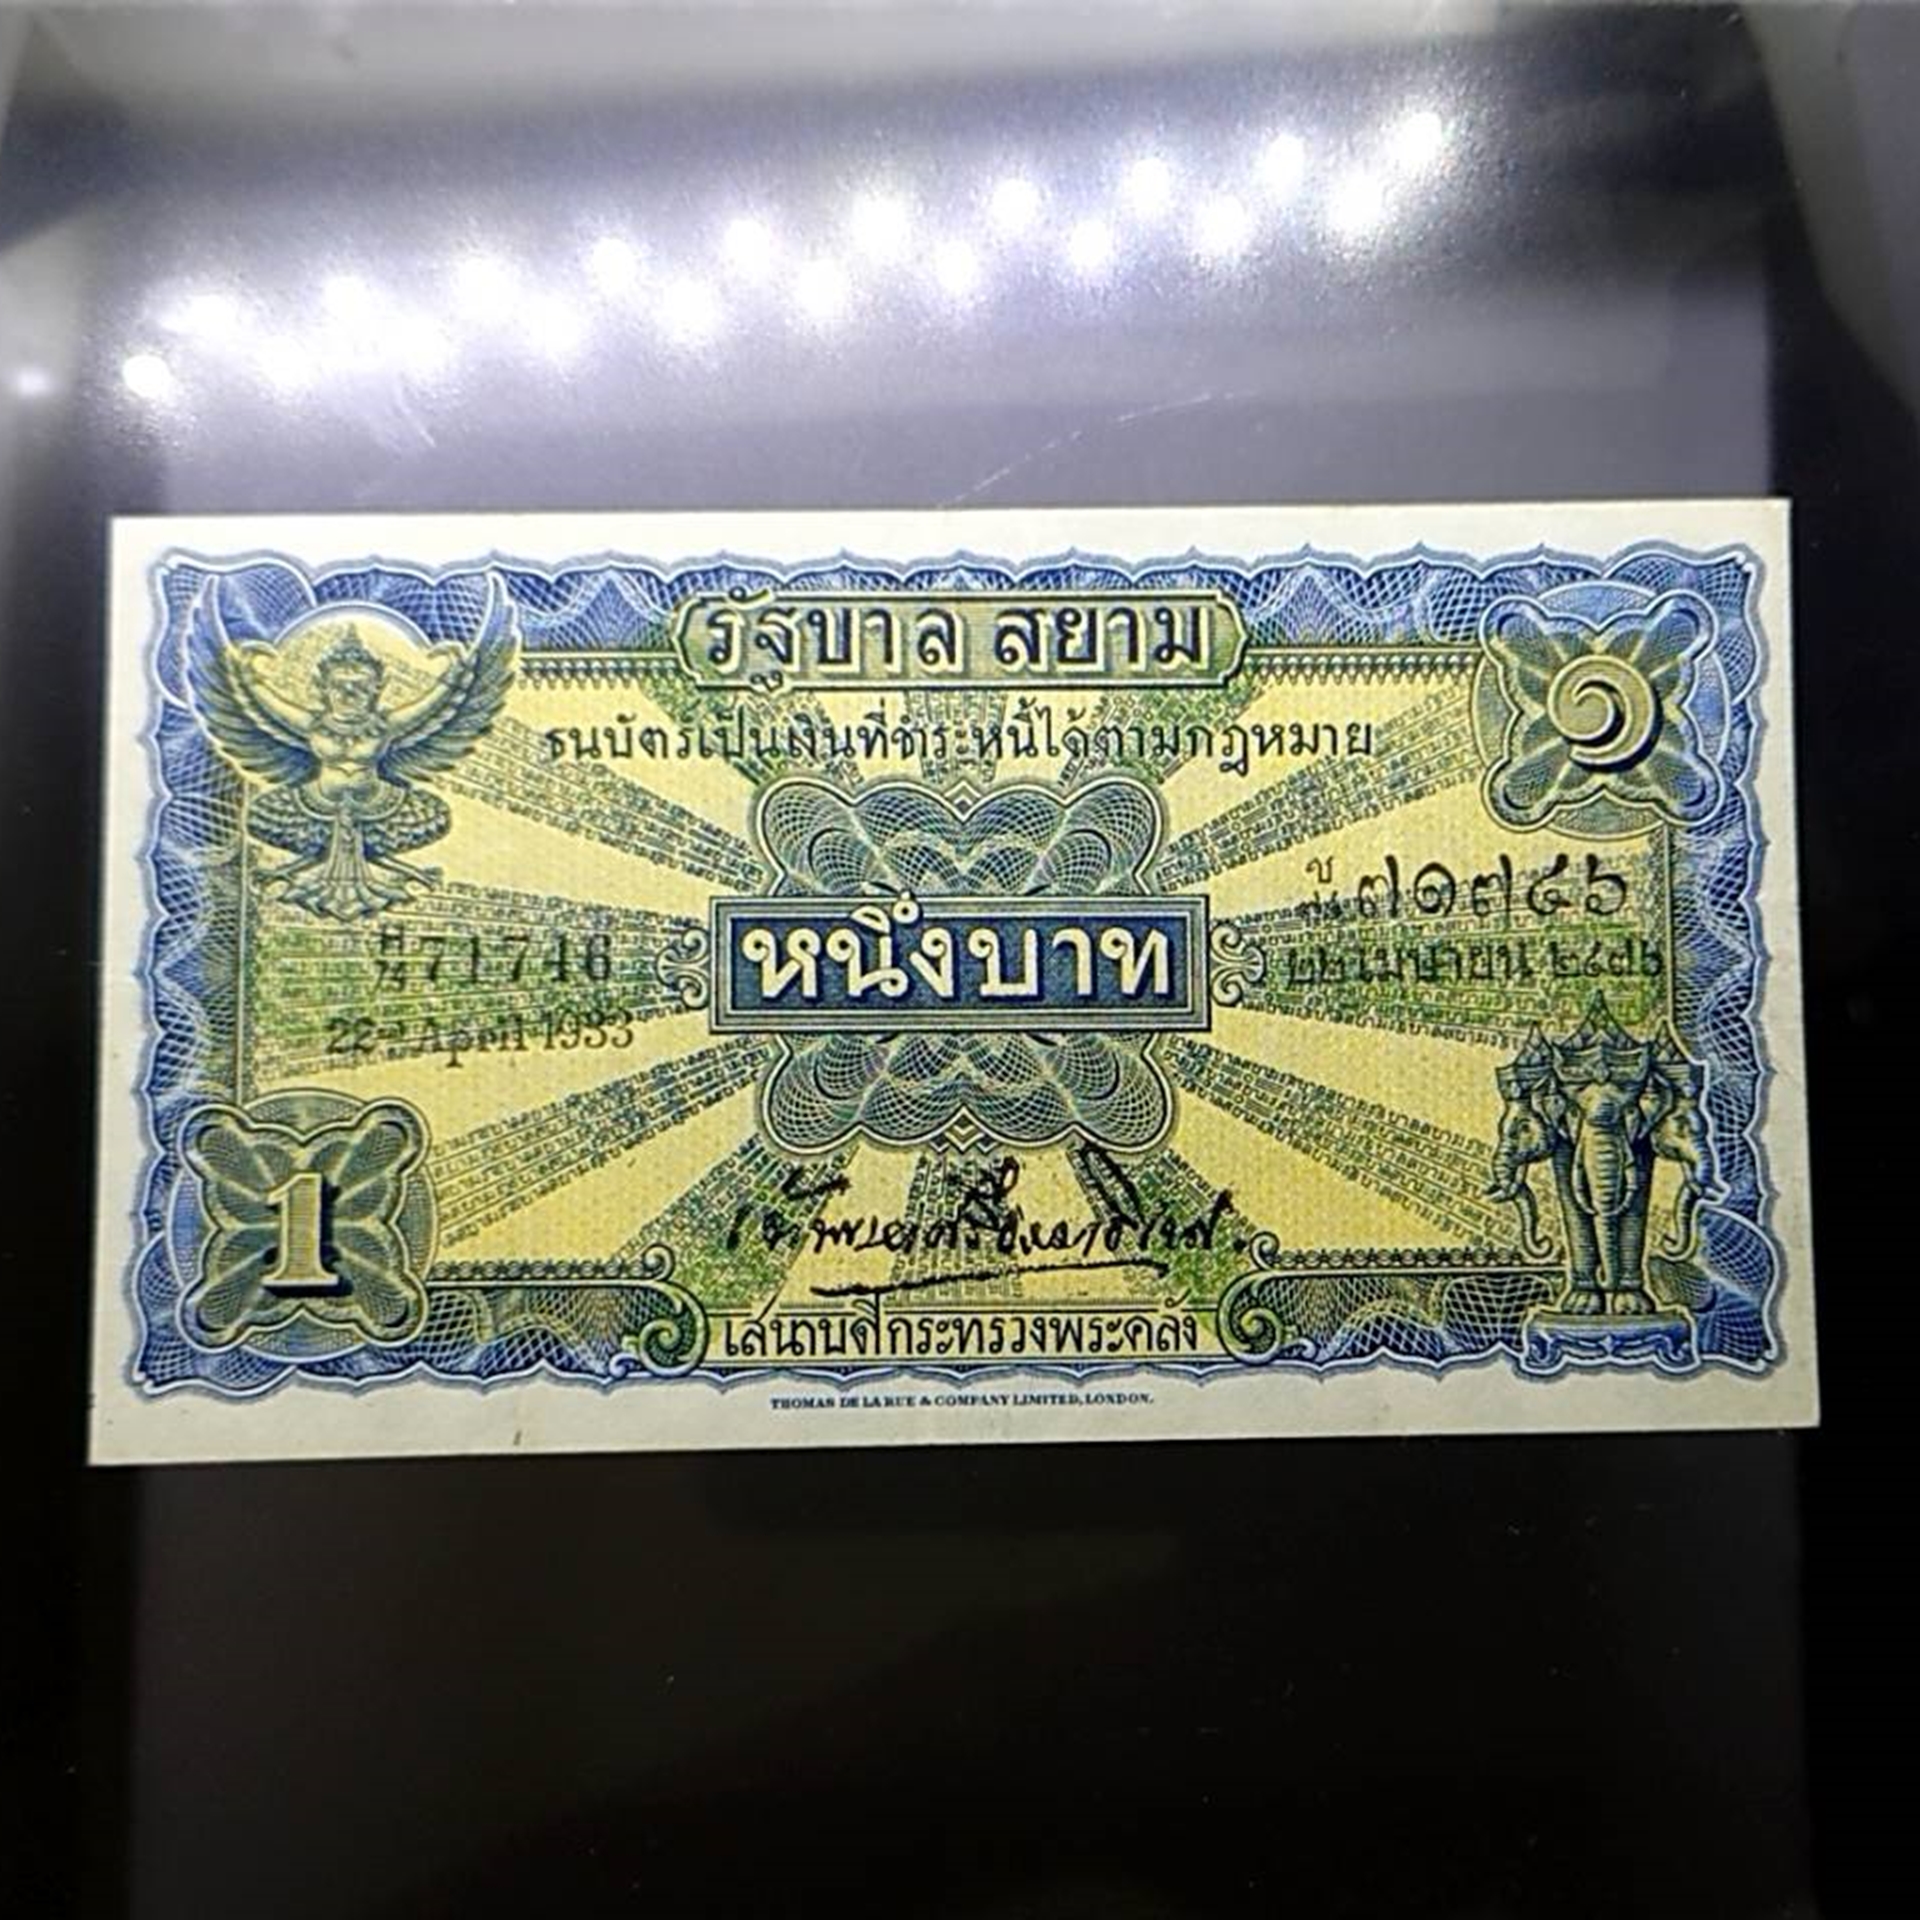 รัฐบาล สยาม
ธนบัตร์เป็นเงินที่ชำระหนี้ได้ตามกฎหมาย
๑
H/74 71746
22nd April 1933
หนึ่งบาท
๗๑๗๔๖
๒๒ เมษายน ๒๔๗๖
1
เสนาบดีกระทรวงพระคลัง
THOMAS DE LA RUE & COMPANY LIMITED, LONDON.